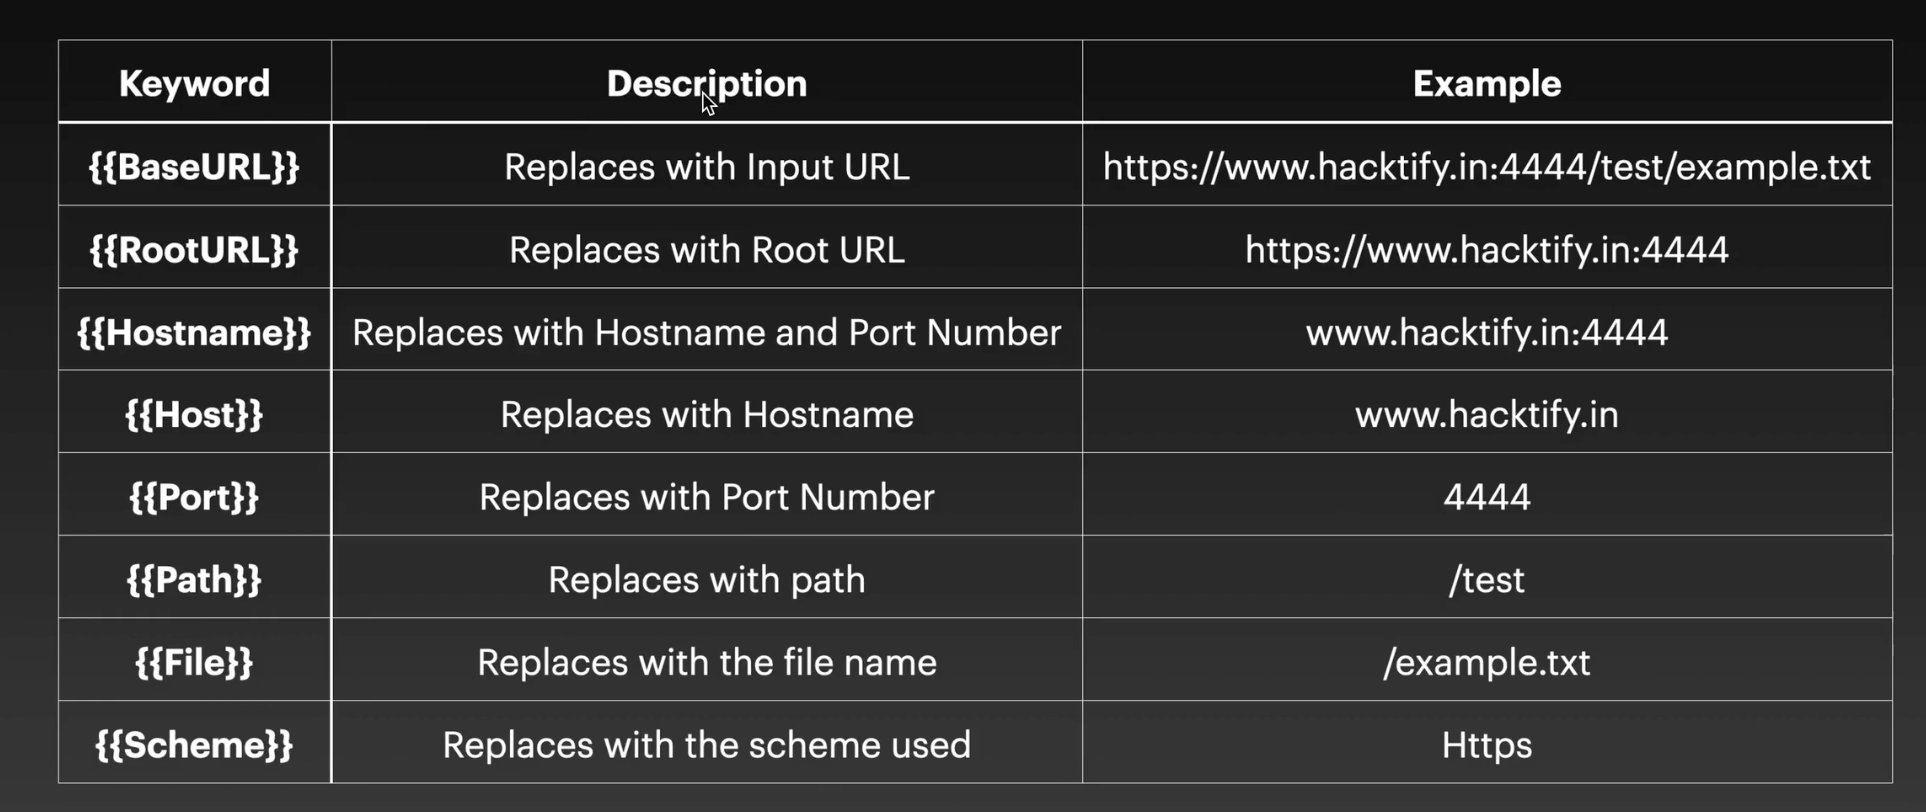 Keyword Description Example
{{BaseURL}} Replaces with Input URL https://www.hacktify.in:4444/test/example.txt
{{RootURL}} Replaces with Root URL https://www.hacktify.in:4444
{{Hostname}} Replaces with Hostname and Port Number www.hacktify.in:4444
{{Host}} Replaces with Hostname www.hacktify.in
{{Port}} Replaces with Port Number 4444
{{Path}} Replaces with path /test
{{File}} Replaces with the file name /example.txt
{{Scheme}} Replaces with the scheme used Https